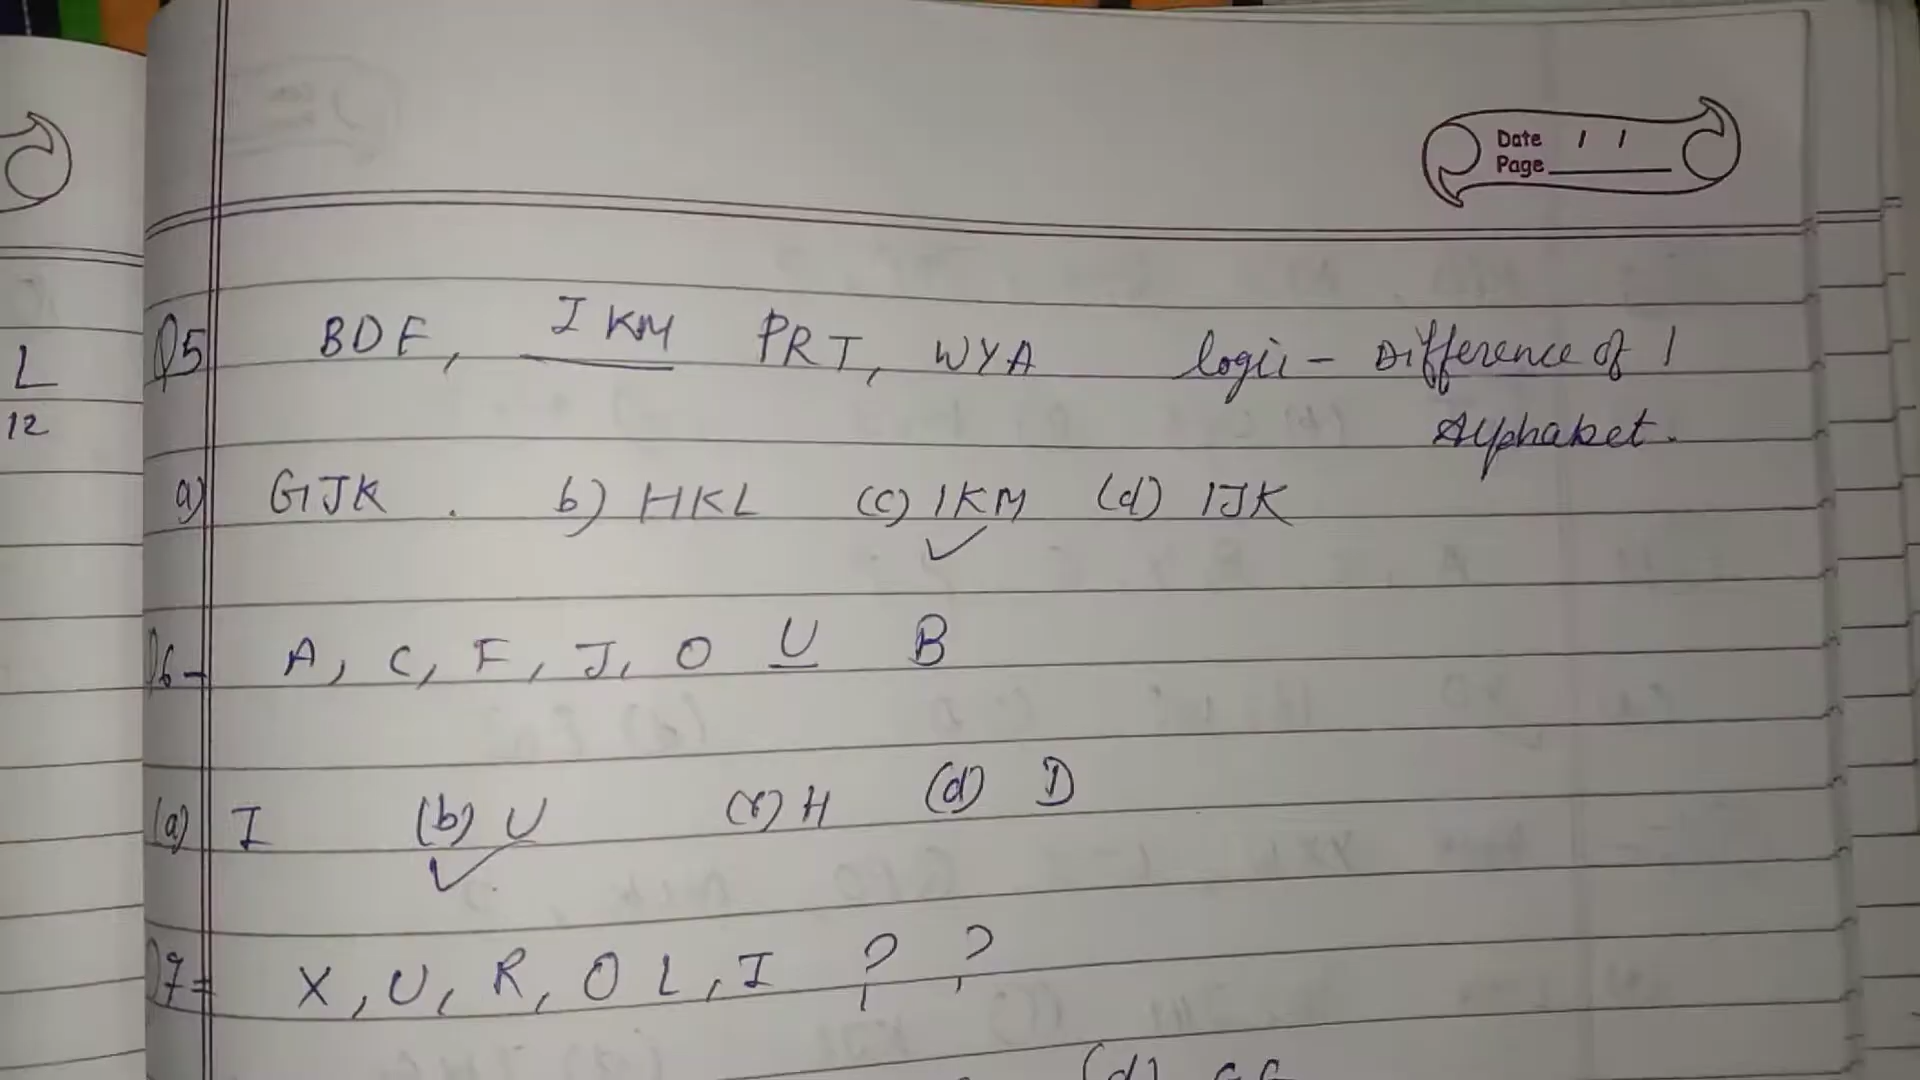 Date / /
Page
L
12
Q5 BDF, IKM PRT, WYA logic - Difference of 1
Alphabet.
a) GIJK . b) HKL (c) IKM (d) IJK
Q6- A, C, F, J, O U B
(a) I (b) U (c) H (d) D
Q7= X, U, R, O L, I ? ?
(d)